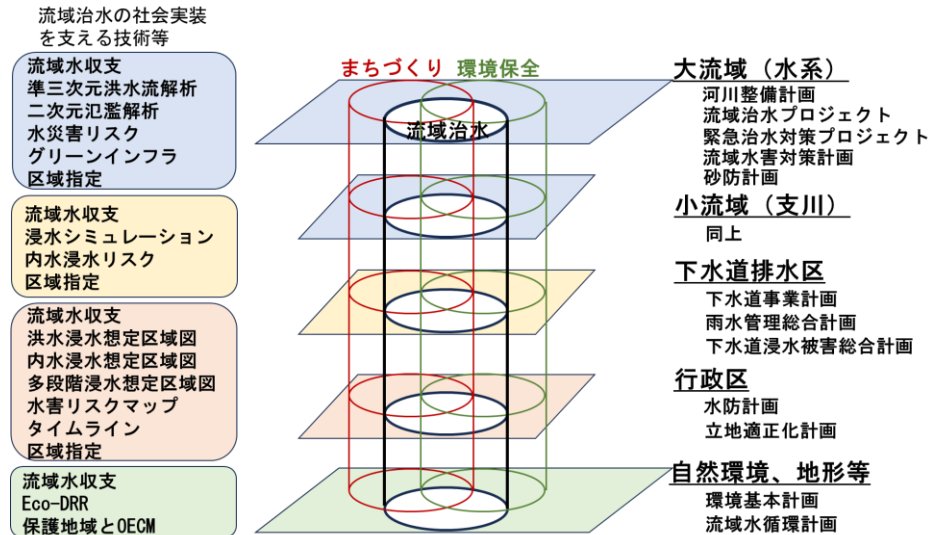 流域治水の社会実装
を支える技術等
流域水収支
準三次元洪水流解析
二次元氾濫解析
水災害リスク
グリーンインフラ
区域指定
流域水収支
浸水シミュレーション
内水浸水リスク
区域指定
流域水収支
洪水浸水想定区域図
内水浸水想定区域図
多段階浸水想定区域図
水害リスクマップ
タイムライン
区域指定
流域水収支
Eco-DRR
保護地域とOECM
まちづくり 環境保全
流域治水
大流域（水系）
河川整備計画
流域治水プロジェクト
緊急治水対策プロジェクト
流域水害対策計画
砂防計画
小流域（支川）
同上
下水道排水区
下水道事業計画
雨水管理総合計画
下水道浸水被害総合計画
行政区
水防計画
立地適正化計画
自然環境、地形等
環境基本計画
流域水循環計画